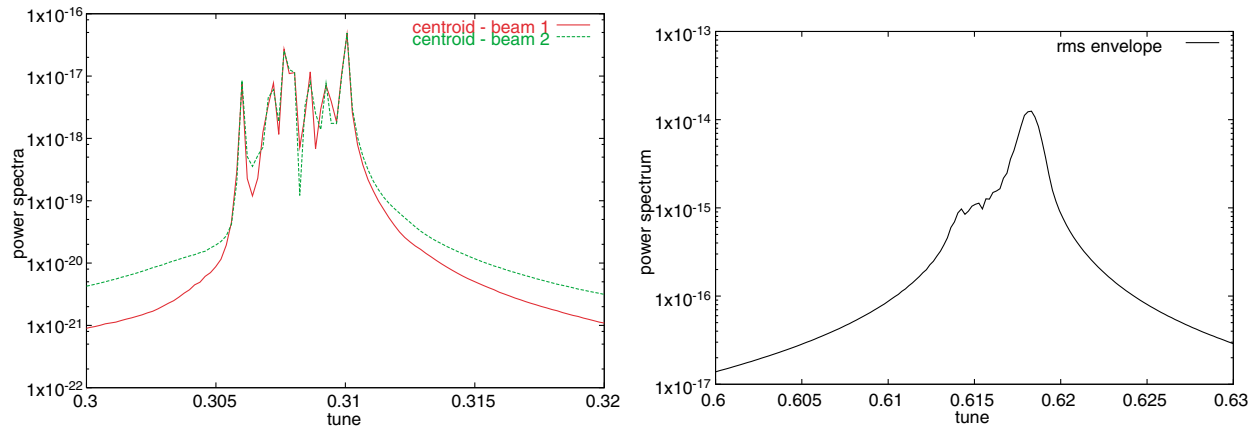 1x10-16
1x10-17
1x10-18
1x10-19
1x10-20
1x10-21
1x10-22
power spectra
centroid - beam 1
centroid - beam 2
0.3
0.305
0.31
0.315
0.32
tune
1x10-13
1x10-14
1x10-15
1x10-16
1x10-17
power spectrum
rms envelope
0.6
0.605
0.61
0.615
0.62
0.625
0.63
tune